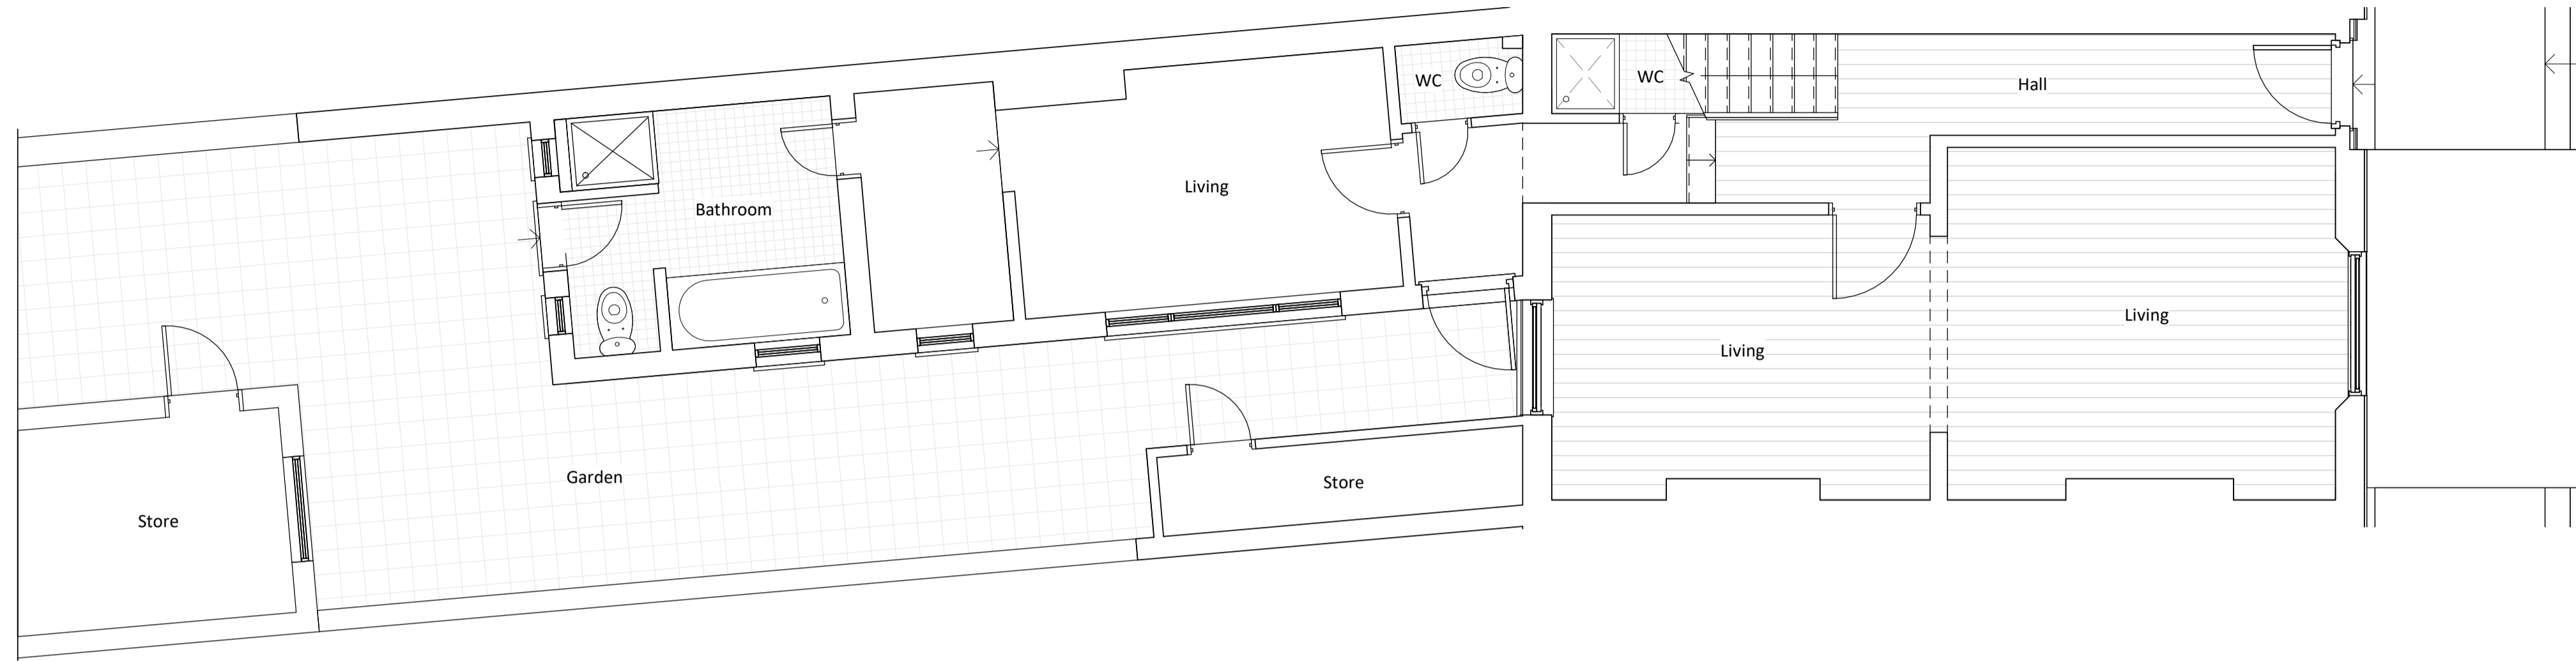 WC
WC
Hall
Living
Bathroom
Living
Living
Garden
Store
Store